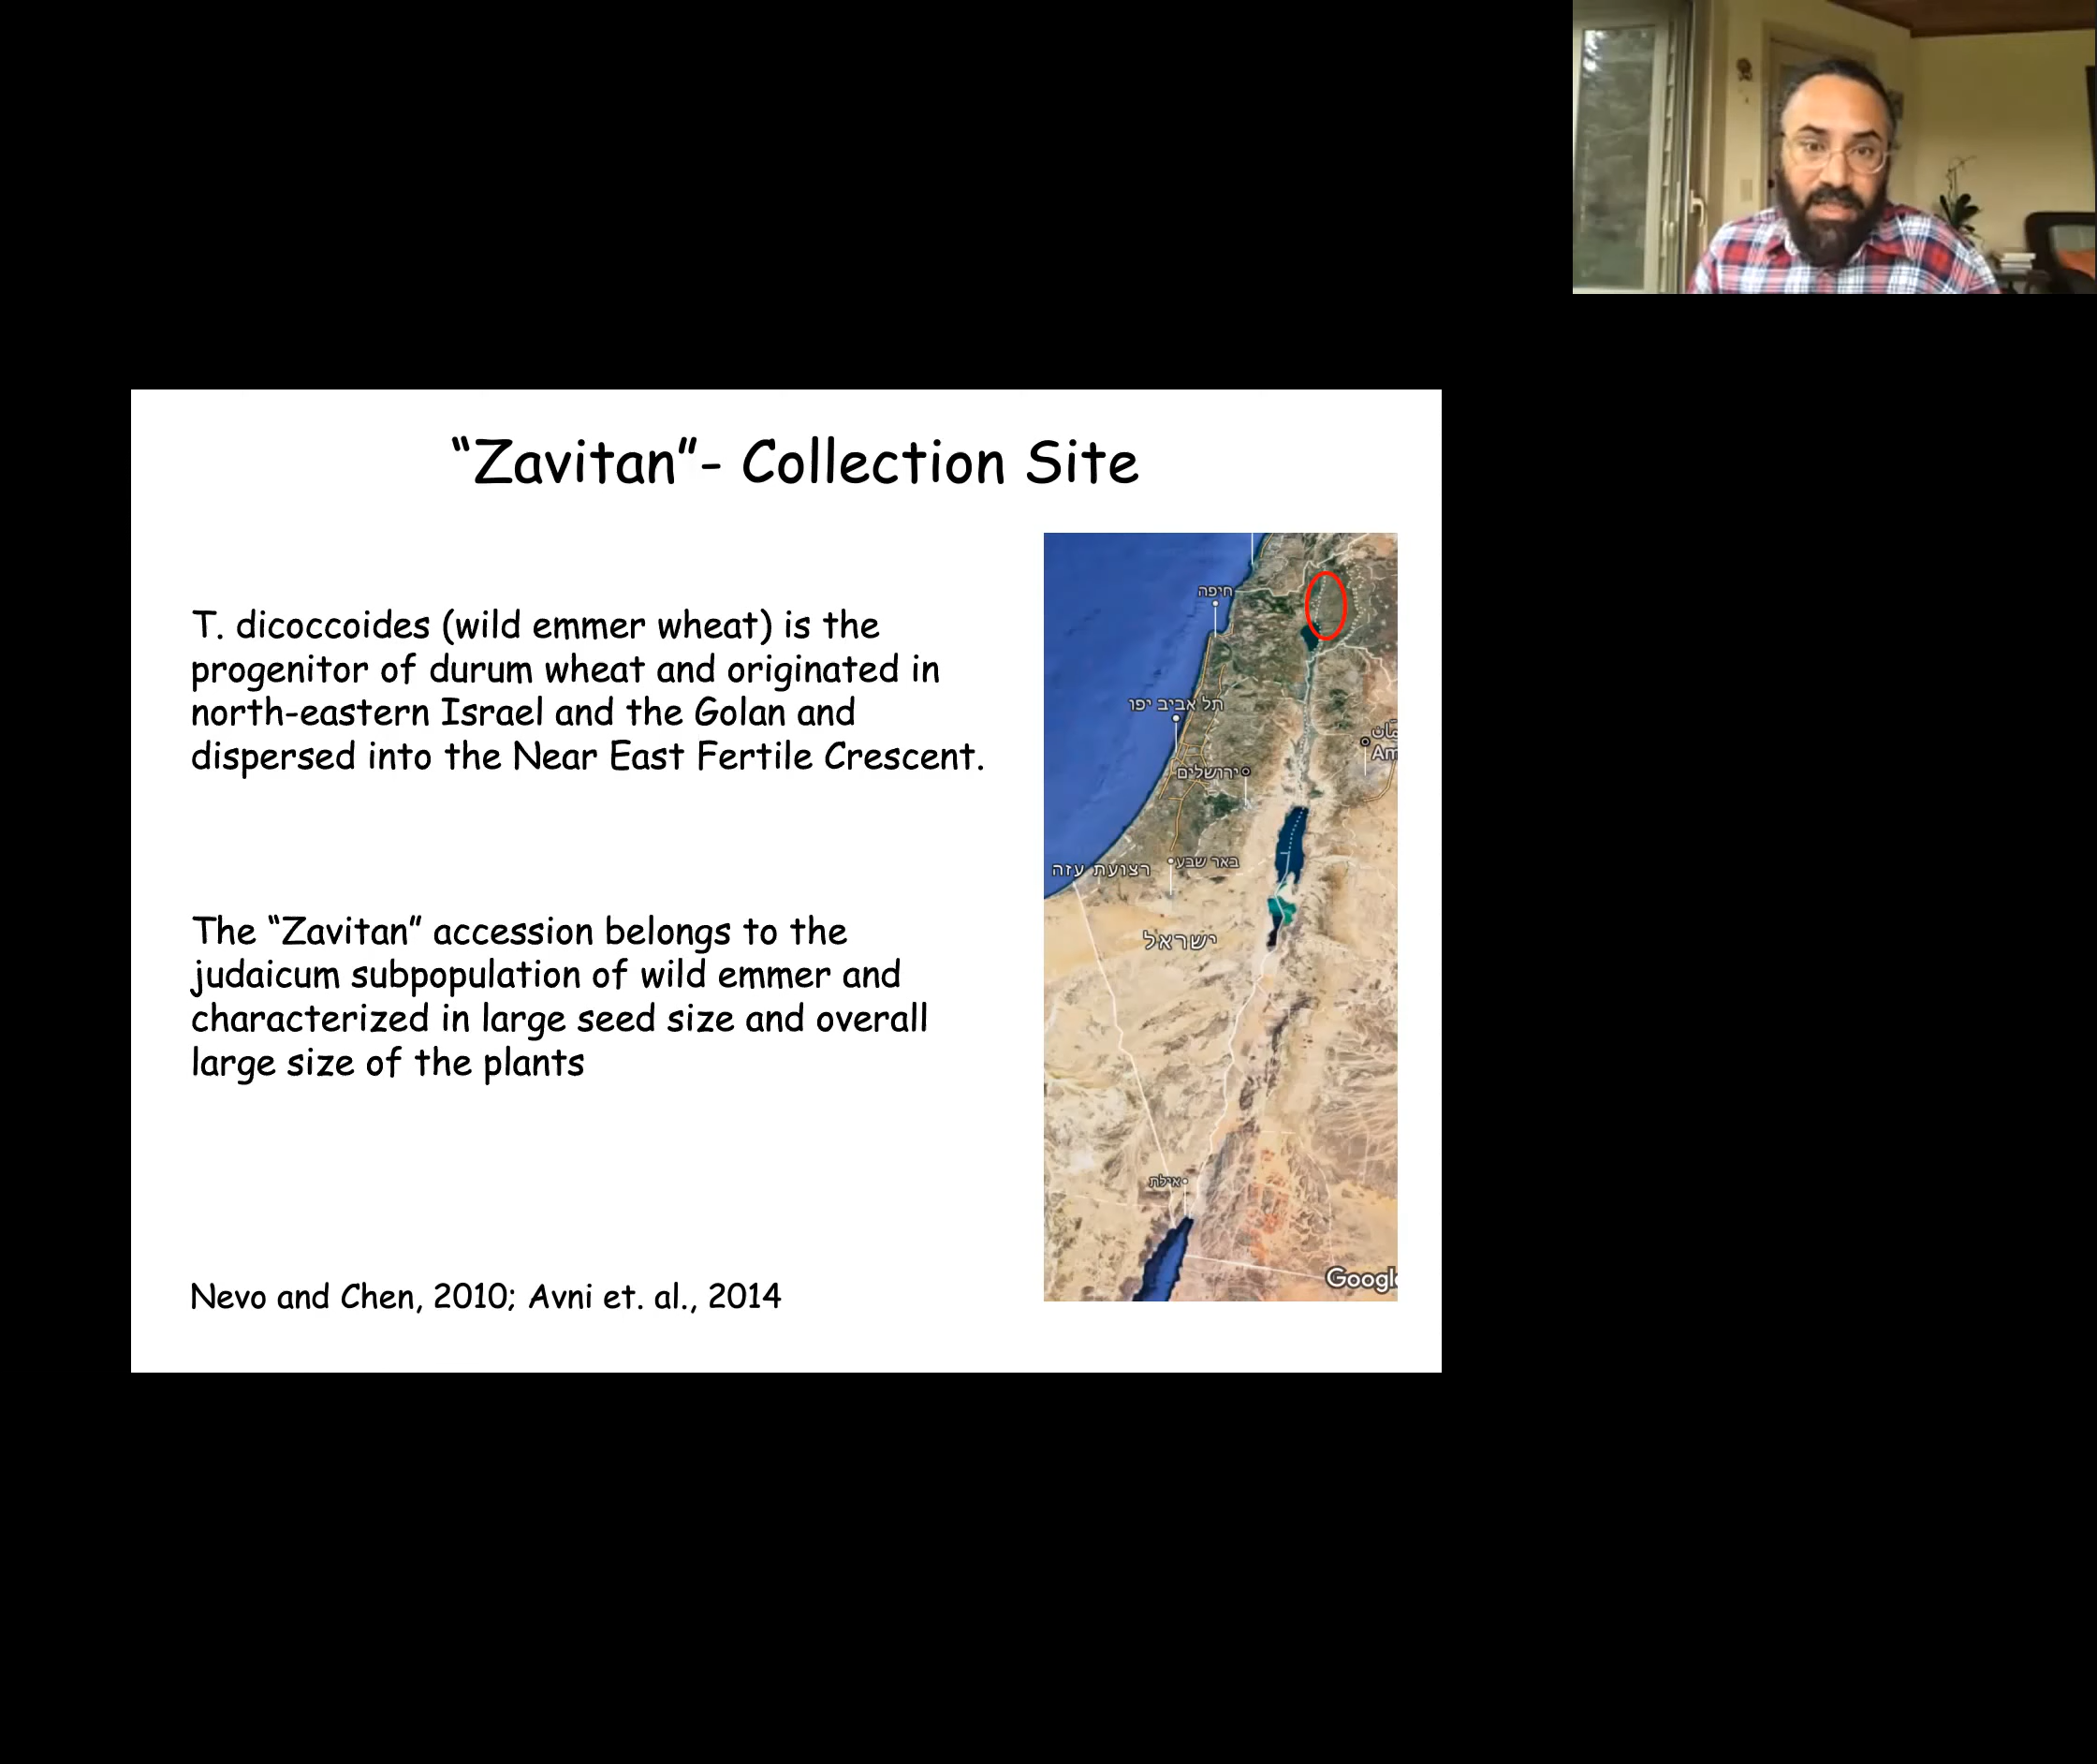 “Zavitan”- Collection Site
T. dicoccoides (wild emmer wheat) is the
progenitor of durum wheat and originated in
north-eastern Israel and the Golan and
dispersed into the Near East Fertile Crescent.
The “Zavitan” accession belongs to the
judaicum subpopulation of wild emmer and
characterized in large seed size and overall
large size of the plants
Nevo and Chen, 2010; Avni et. al., 2014
חיפה
תל אביב יפו
ירושלים
באר שבע
רצועת עזה
ישראל
אילת
Am
Googl